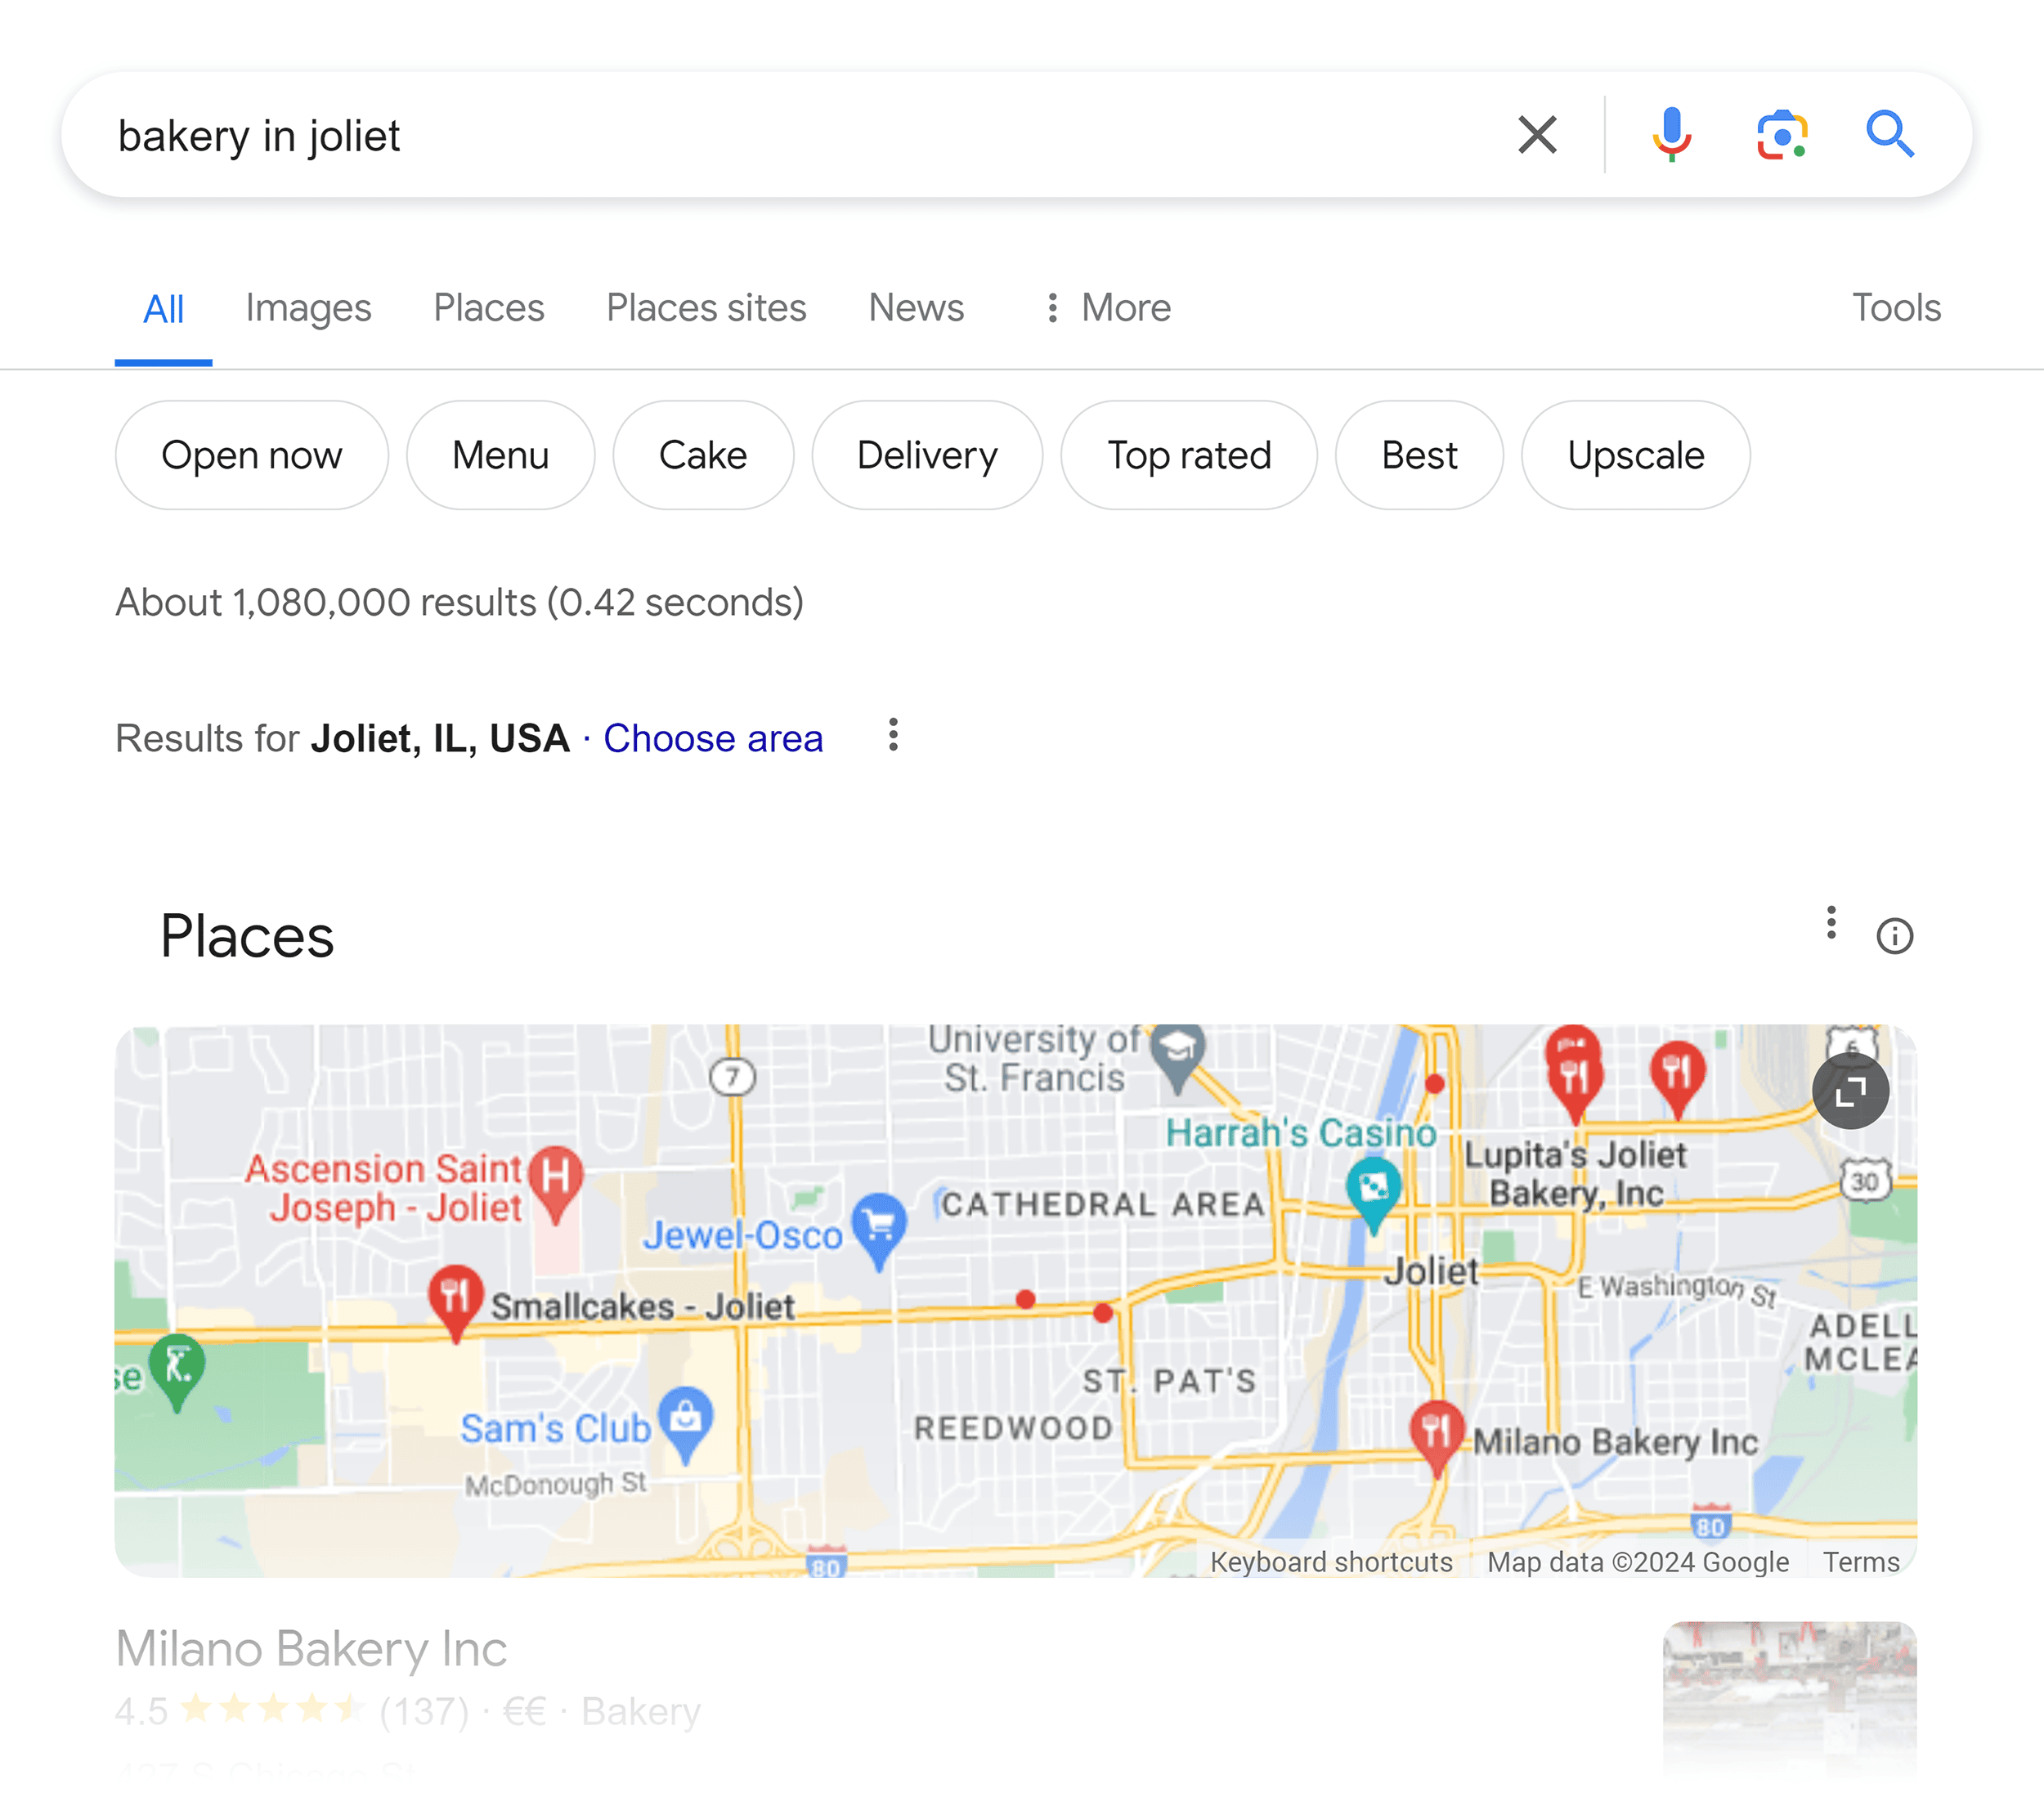 bakery in joliet
All Images Places Places sites News More Tools
Open now Menu Cake Delivery Top rated Best Upscale
About 1,080,000 results (0.42 seconds)
Results for Joliet, IL, USA · Choose area
Places
University of
St. Francis
7
6
Harrah's Casino
Lupita's Joliet
Bakery, Inc
30
Ascension Saint
Joseph - Joliet
H
CATHEDRAL AREA
Jewel-Osco
Joliet
E Washington St
Smallcakes - Joliet
ADELL
MCLEA
se
ST. PAT'S
Sam's Club
REEDWOOD
Milano Bakery Inc
McDonough St
80
80
Keyboard shortcuts Map data ©2024 Google Terms
Milano Bakery Inc
4.5 (137) · €€ · Bakery
427 S Chicago St